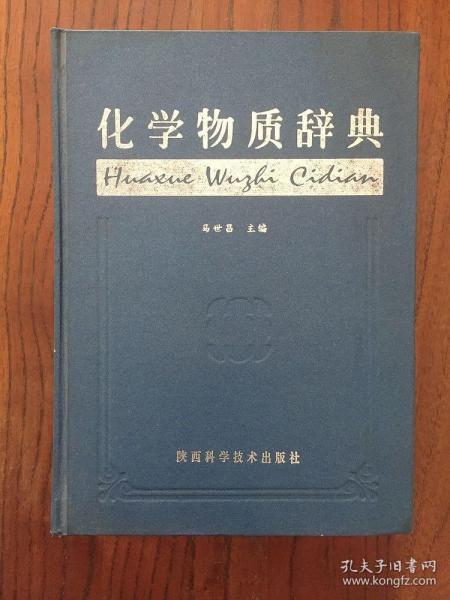 化学物质辞典
Huaxue Wuzhi Cidian
马世昌 主编
陕西科学技术出版社
孔夫子旧书网
www.kongfz.com